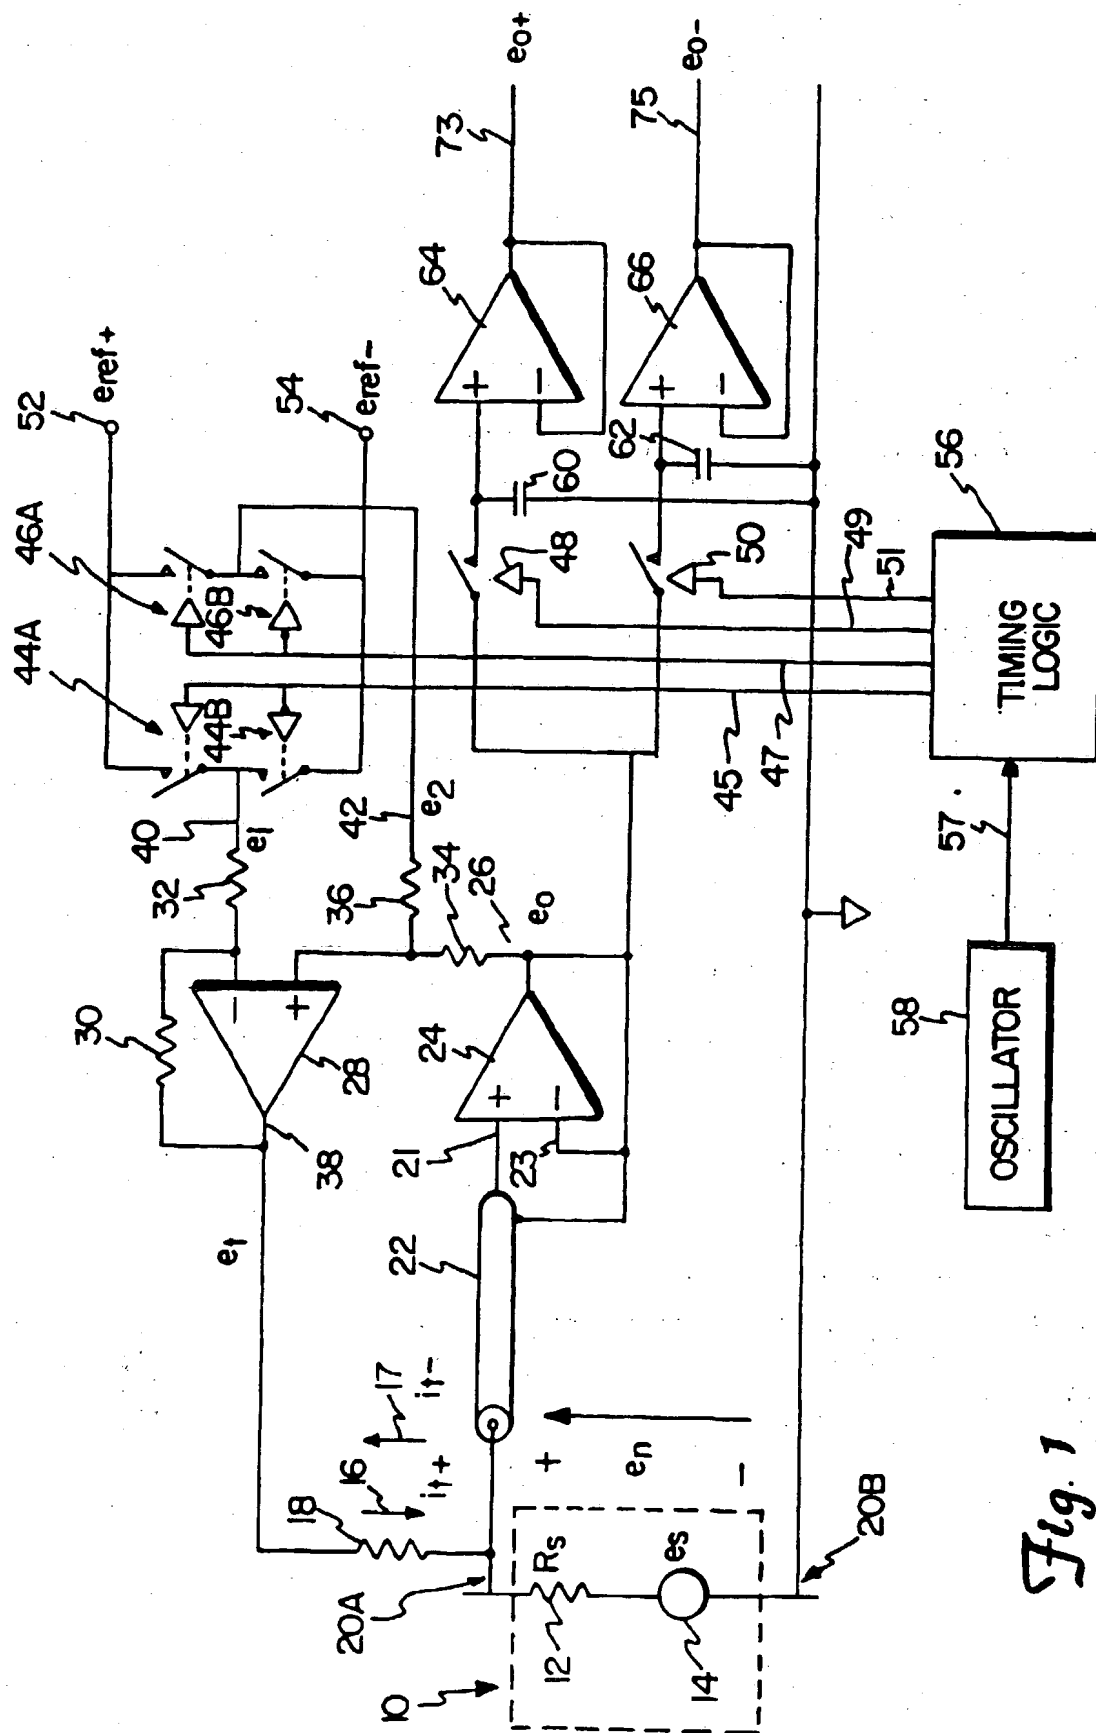 52
eref+
46A
44A
46B
44B
40
e1
32
30
28
38
42
e2
36
34
26
eo
54
eref-
64
73
eo+
+
-
60
48
66
75
eo-
+
-
62
50
24
21
23
+
-
22
et
18
16
it+
17
it-
+
en
-
20A
Rs
12
es
14
10
20B
45
47
49
51
56
TIMING
LOGIC
57
58
OSCILLATOR
-
+
Fig. 1